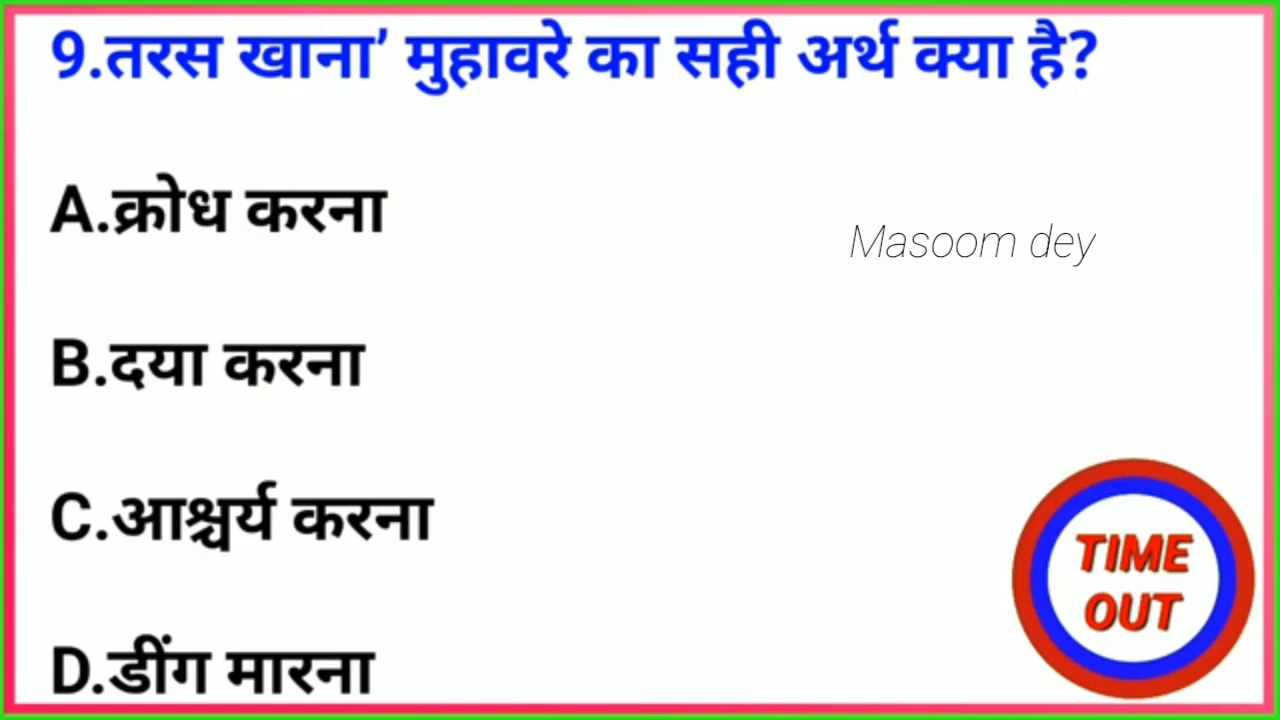 9.तरस खाना’ मुहावरे का सही अर्थ क्या है?
A.क्रोध करना
Masoom dey
B.दया करना
C.आश्चर्य करना
D.डींग मारना
TIME
OUT